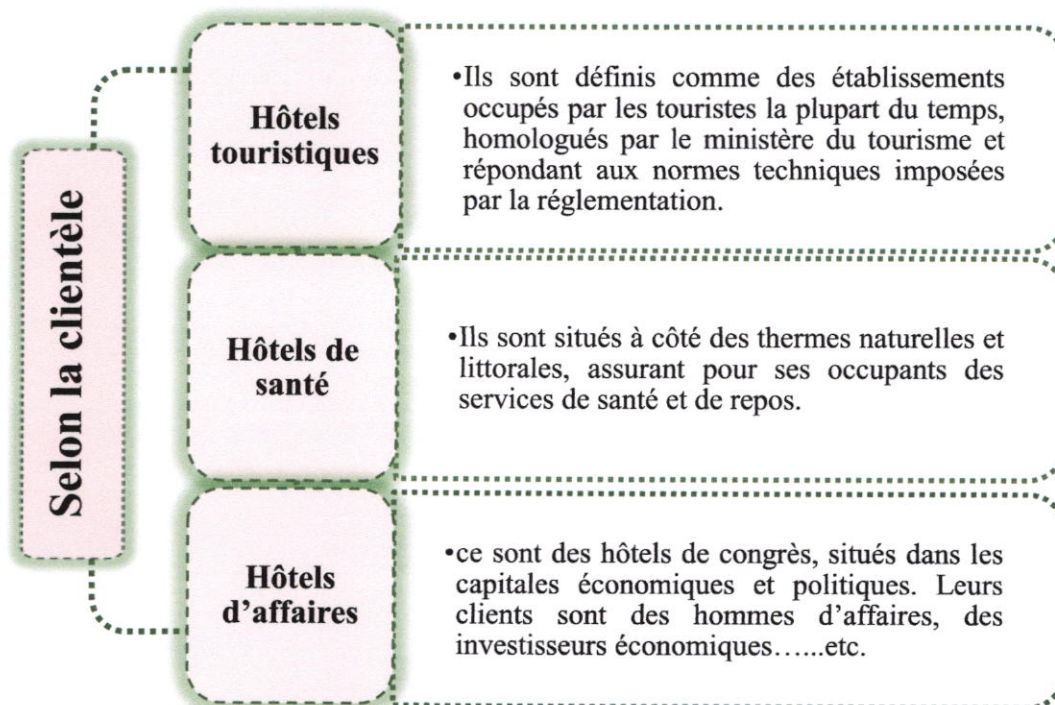 Selon la clientèle
Hôtels
touristiques
•Ils sont définis comme des établissements
occupés par les touristes la plupart du temps,
homologués par le ministère du tourisme et
répondant aux normes techniques imposées
par la réglementation.
Hôtels de
santé
•Ils sont situés à côté des thermes naturelles et
littorales, assurant pour ses occupants des
services de santé et de repos.
Hôtels
d’affaires
•ce sont des hôtels de congrès, situés dans les
capitales économiques et politiques. Leurs
clients sont des hommes d’affaires, des
investisseurs économiques…...etc.